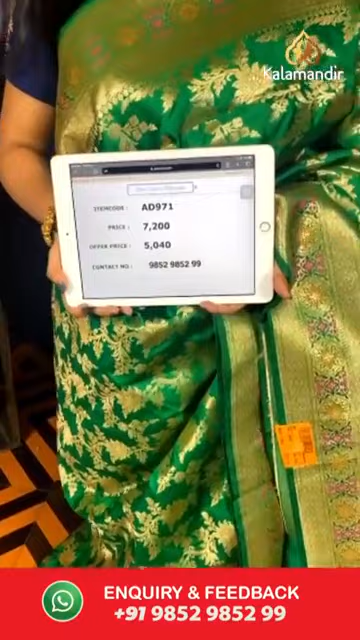 Kalamandir
ITEMCODE : AD971
PRICE : 7,200
OFFER PRICE : 5,040
CONTACT NO : 9852 9852 99
ENQUIRY & FEEDBACK
+91 9852 9852 99